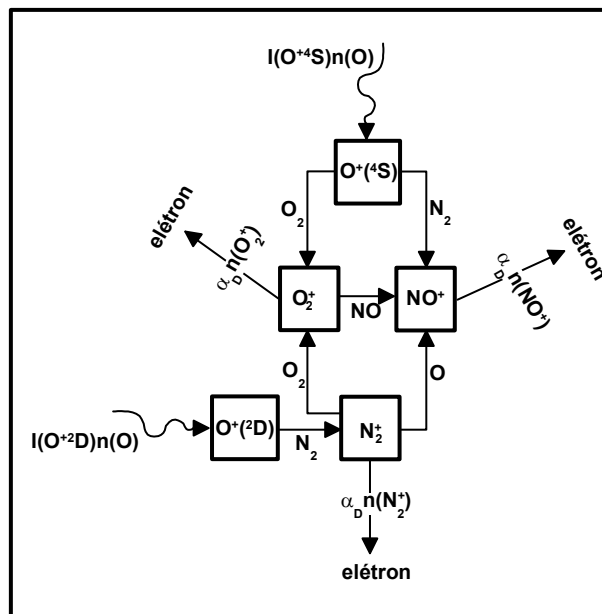 I(O⁺⁴S)n(O)
O⁺(⁴S)
O₂
N₂
elétron
α_D n(O₂⁺)
elétron
α_D n(NO⁺)
O₂⁺
NO
NO⁺
O₂
O
I(O⁺²D)n(O)
O⁺(²D)
N₂
N₂⁺
α_D n(N₂⁺)
elétron